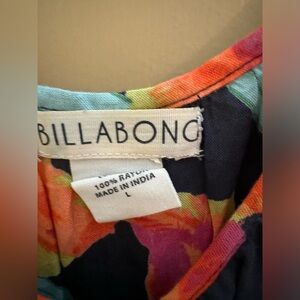 BILLABONG
100% RAYON
MADE IN INDIA
L